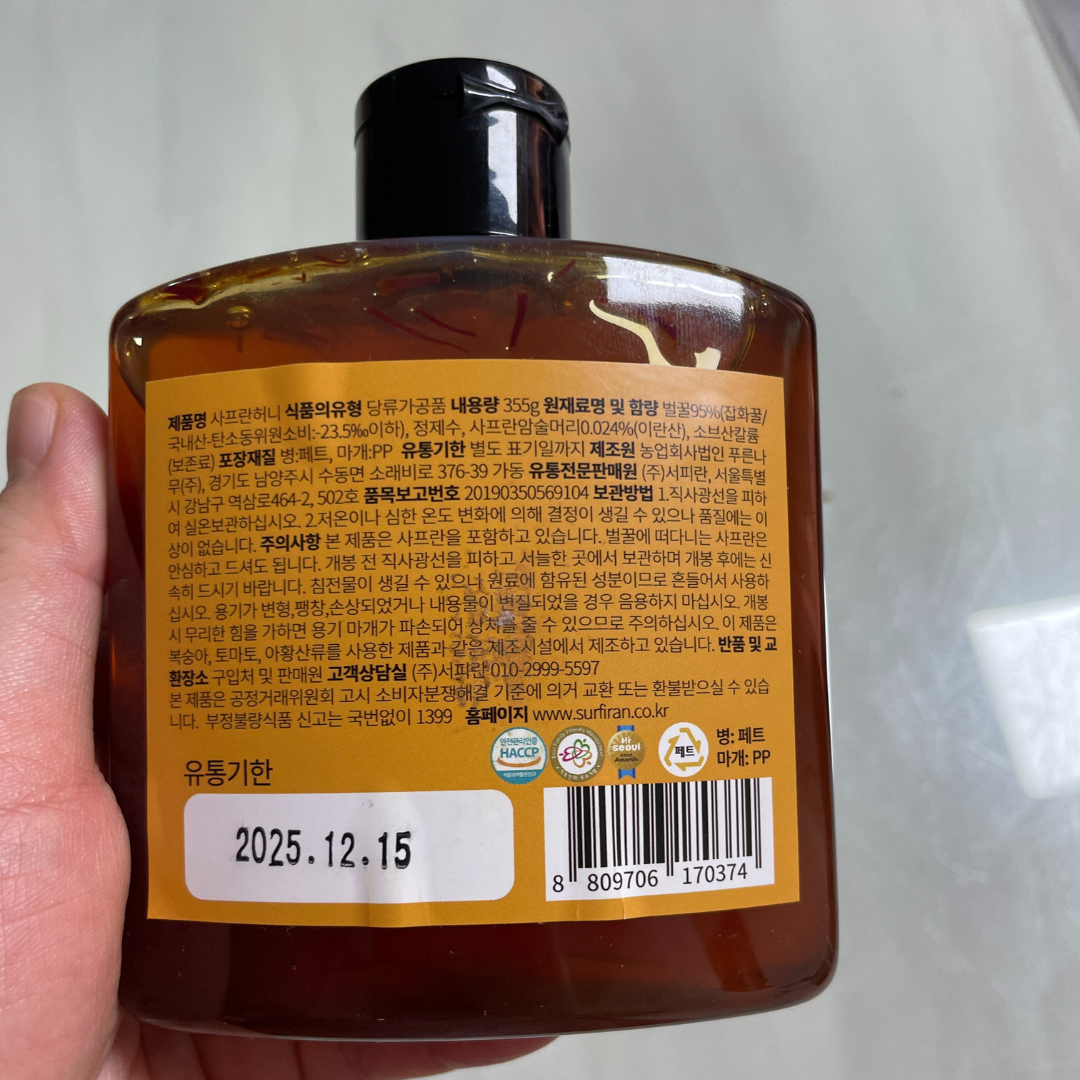 제품명 사프란허니 식품의유형 당류가공품 내용량 355g 원재료명 및 함량 벌꿀95%(잡화꿀/
국내산-탄소동위원소비:-23.5‰이하), 정제수, 사프란암술머리0.024%(이란산), 소브산칼륨
(보존료) 포장재질 병:페트, 마개:PP 유통기한 별도 표기일까지 제조원 농업회사법인 푸른나
무(주), 경기도 남양주시 수동면 소래비로 376-39 가동 유통전문판매원 (주)서피란, 서울특별
시 강남구 역삼로464-2, 502호 품목보고번호 20190350569104 보관방법 1.직사광선을 피하
여 실온보관하십시오. 2.저온이나 심한 온도 변화에 의해 결정이 생길 수 있으나 품질에는 이
상이 없습니다. 주의사항 본 제품은 사프란을 포함하고 있습니다. 벌꿀에 떠다니는 사프란은
안심하고 드셔도 됩니다. 개봉 전 직사광선을 피하고 서늘한 곳에서 보관하며 개봉 후에는 신
속히 드시기 바랍니다. 침전물이 생길 수 있으나 원료에 함유된 성분이므로 흔들어서 사용하
십시오. 용기가 변형,팽창,손상되었거나 내용물이 변질되었을 경우 음용하지 마십시오. 개봉
시 무리한 힘을 가하면 용기 마개가 파손되어 상처를 줄 수 있으므로 주의하십시오. 이 제품은
복숭아, 토마토, 아황산류를 사용한 제품과 같은 제조시설에서 제조하고 있습니다. 반품 및 교
환장소 구입처 및 판매원 고객상담실 (주)서피란 010-2999-5597
본 제품은 공정거래위원회 고시 소비자분쟁해결 기준에 의거 교환 또는 환불받으실 수 있습
니다. 부정불량식품 신고는 국번없이 1399 홈페이지 www.surfiran.co.kr
안전관리인증
HACCP
Hi
seoul
Awards
페트
병: 페트
마개: PP
유통기한
2025.12.15
8 809706 170374